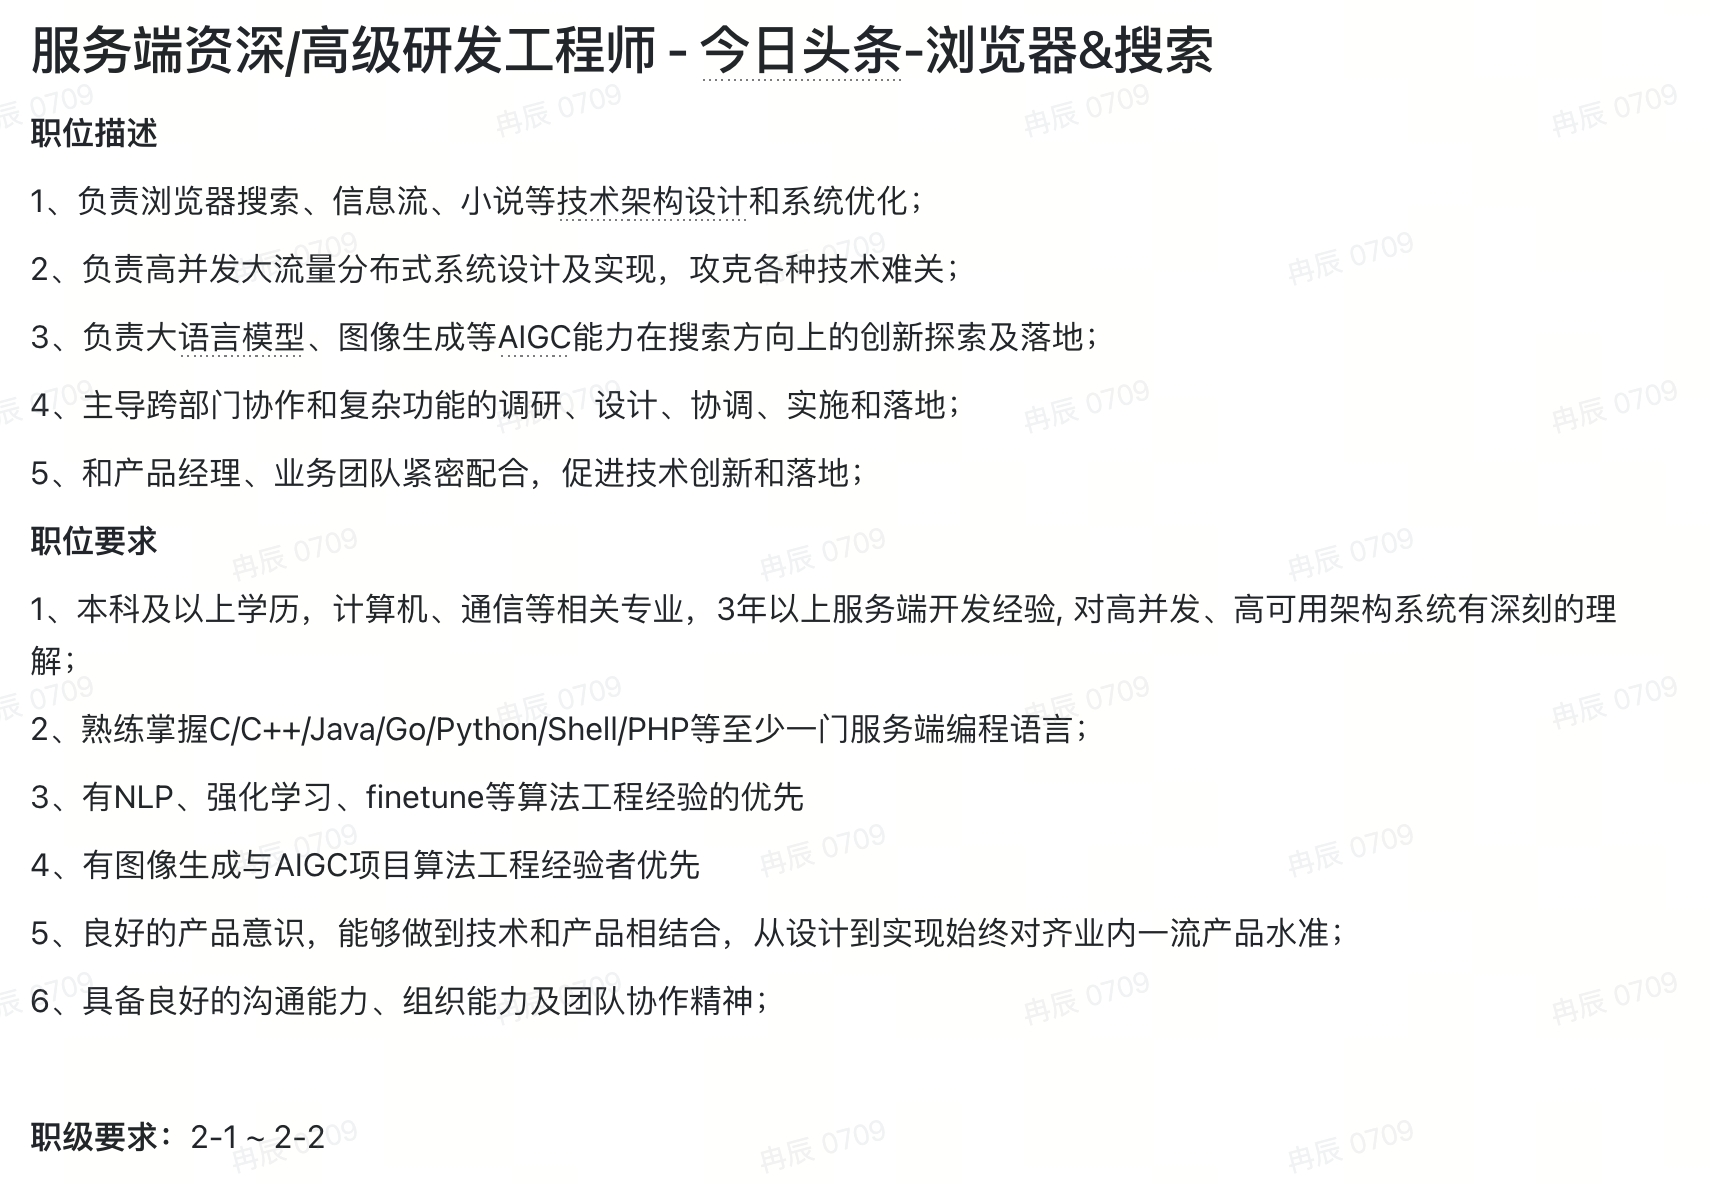 服务端资深/高级研发工程师 - 今日头条-浏览器&搜索
职位描述
1、负责浏览器搜索、信息流、小说等技术架构设计和系统优化；
2、负责高并发大流量分布式系统设计及实现，攻克各种技术难关；
3、负责大语言模型、图像生成等AIGC能力在搜索方向上的创新探索及落地；
4、主导跨部门协作和复杂功能的调研、设计、协调、实施和落地；
5、和产品经理、业务团队紧密配合，促进技术创新和落地；
职位要求
1、本科及以上学历，计算机、通信等相关专业，3年以上服务端开发经验, 对高并发、高可用架构系统有深刻的理
解；
2、熟练掌握C/C++/Java/Go/Python/Shell/PHP等至少一门服务端编程语言；
3、有NLP、强化学习、finetune等算法工程经验的优先
4、有图像生成与AIGC项目算法工程经验者优先
5、良好的产品意识，能够做到技术和产品相结合，从设计到实现始终对齐业内一流产品水准；
6、具备良好的沟通能力、组织能力及团队协作精神；
职级要求：2-1 ~ 2-2
冉辰 0709